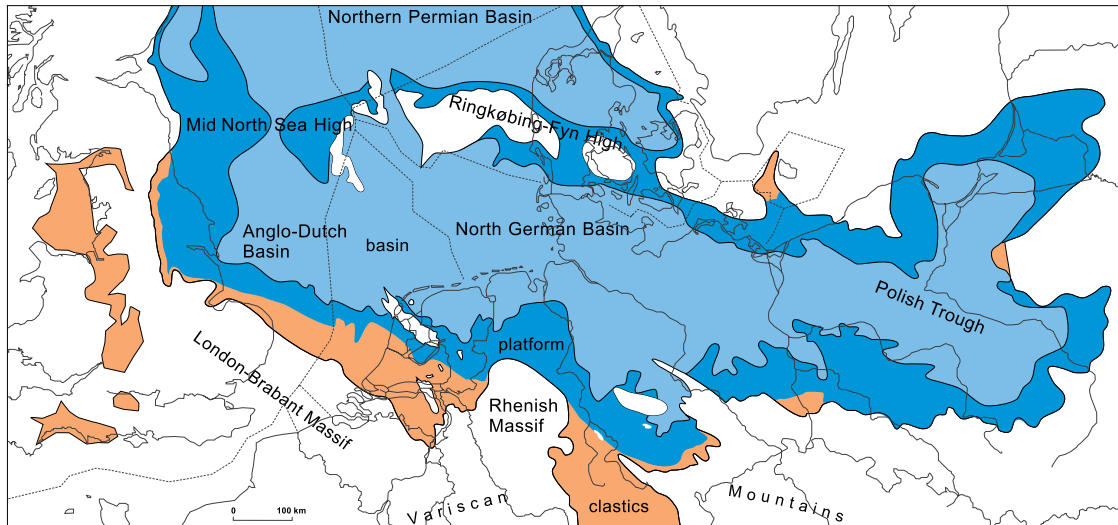 Northern Permian Basin
Mid North Sea High
Ringkøbing-Fyn High
Anglo-Dutch
Basin
basin
North German Basin
Polish Trough
platform
London-Brabant Massif
Rhenish
Massif
clastics
Variscan
Mountains
0
100 km